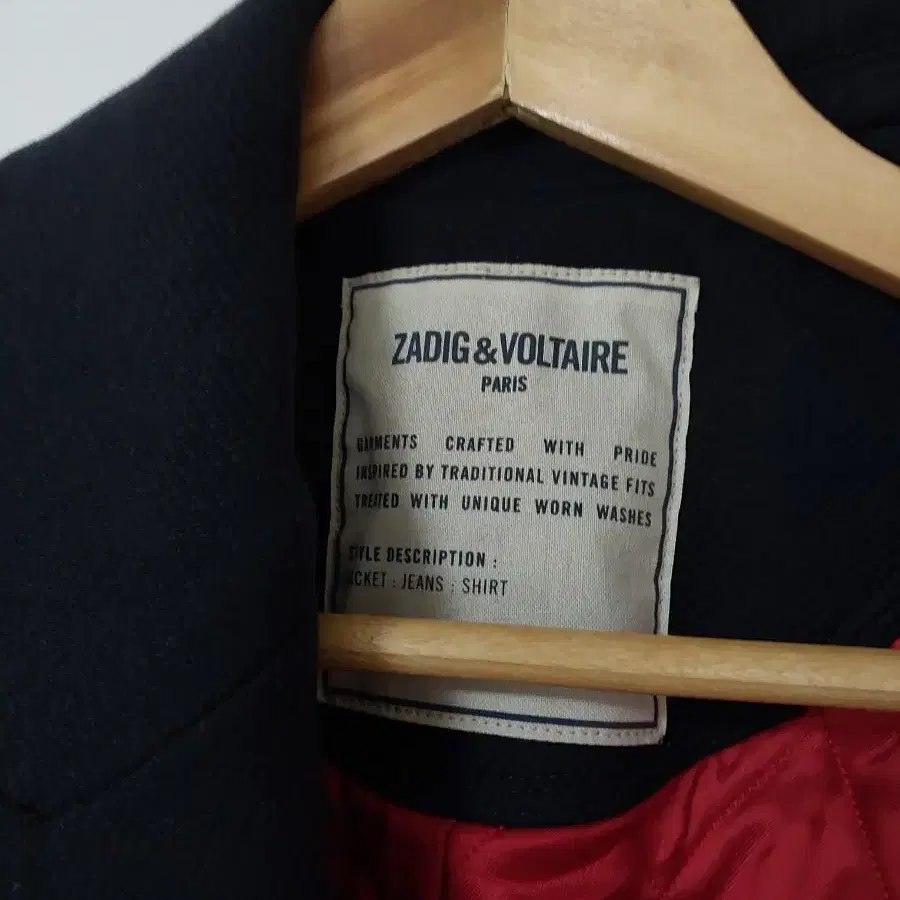 ZADIG&VOLTAIRE
PARIS
GARMENTS CRAFTED WITH PRIDE
INSPIRED BY TRADITIONAL VINTAGE FITS
TREATED WITH UNIQUE WORN WASHES
STYLE DESCRIPTION :
JACKET : JEANS : SHIRT